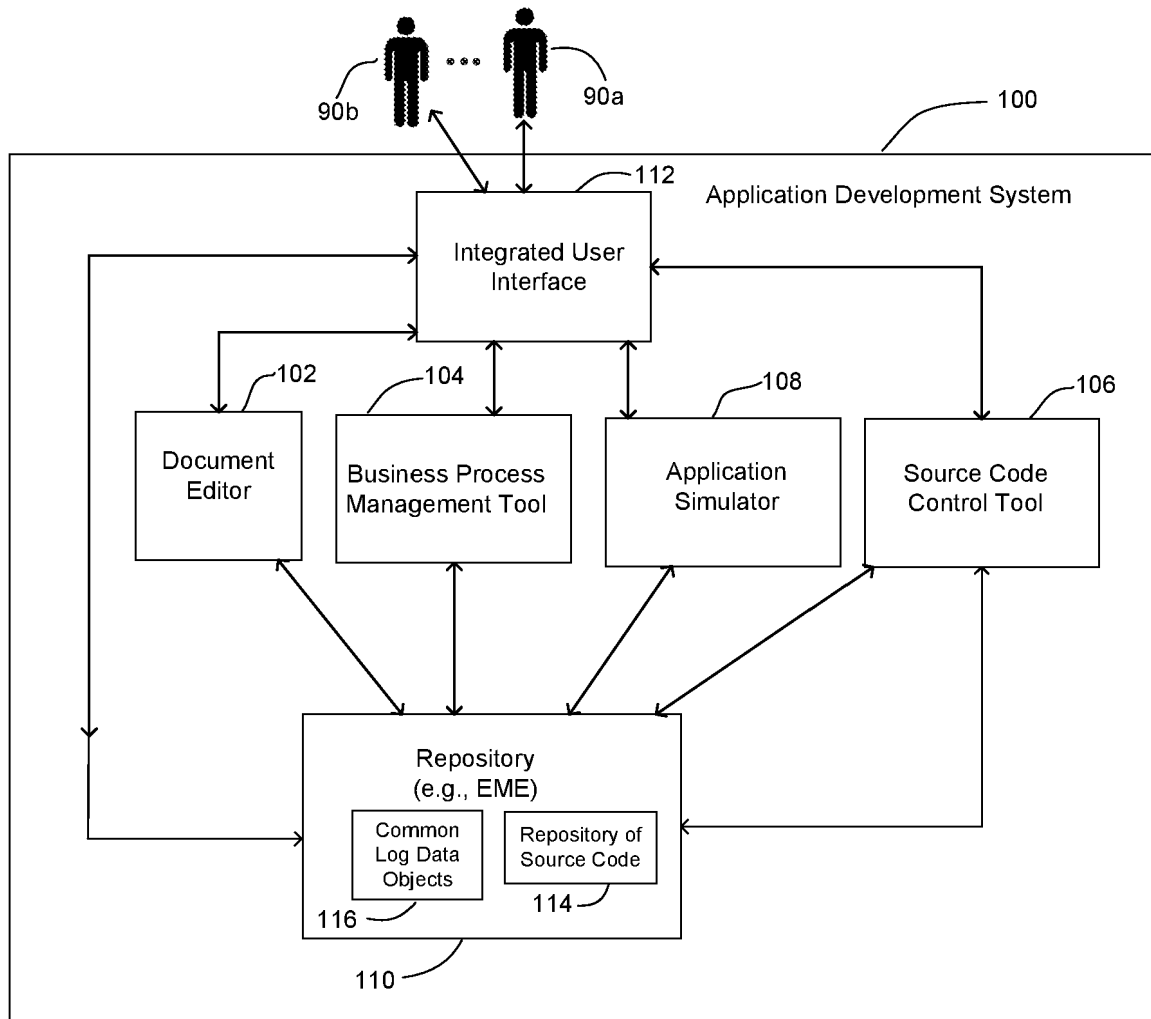 90b
90a
100
112
Application Development System
Integrated User
Interface
102
104
108
106
Document
Editor
Business Process
Management Tool
Application
Simulator
Source Code
Control Tool
Repository
(e.g., EME)
Common
Log Data
Objects
Repository of
Source Code
116
114
110